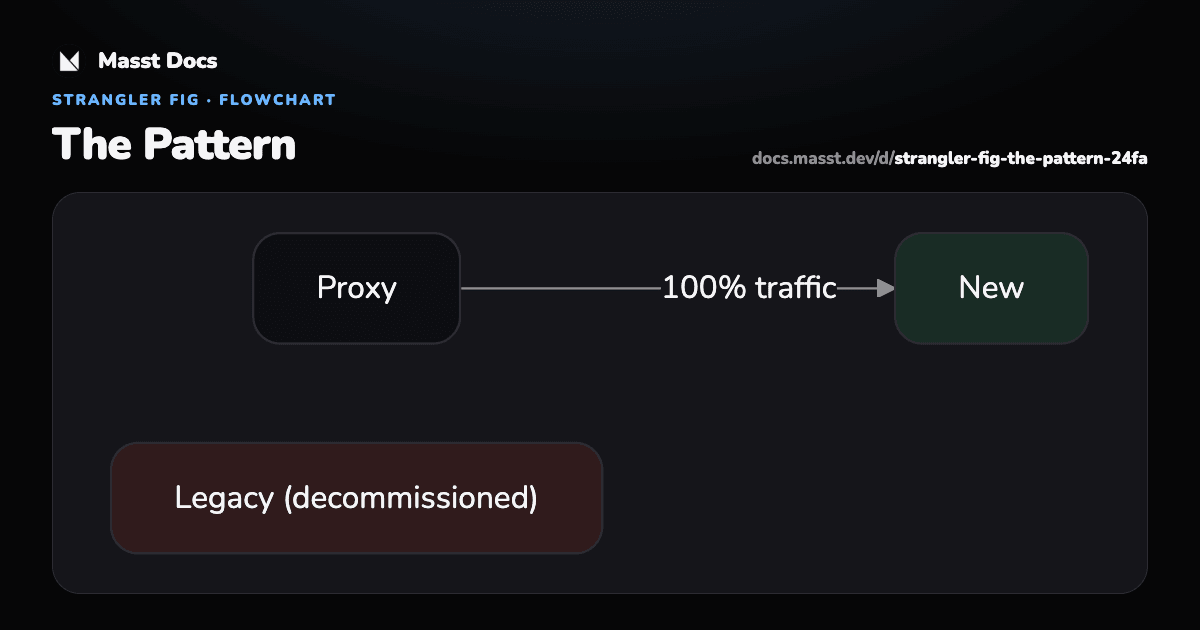 Masst Docs
STRANGLER FIG · FLOWCHART
The Pattern
docs.masst.dev/d/strangler-fig-the-pattern-24fa
Proxy
100% traffic
New
Legacy (decommissioned)